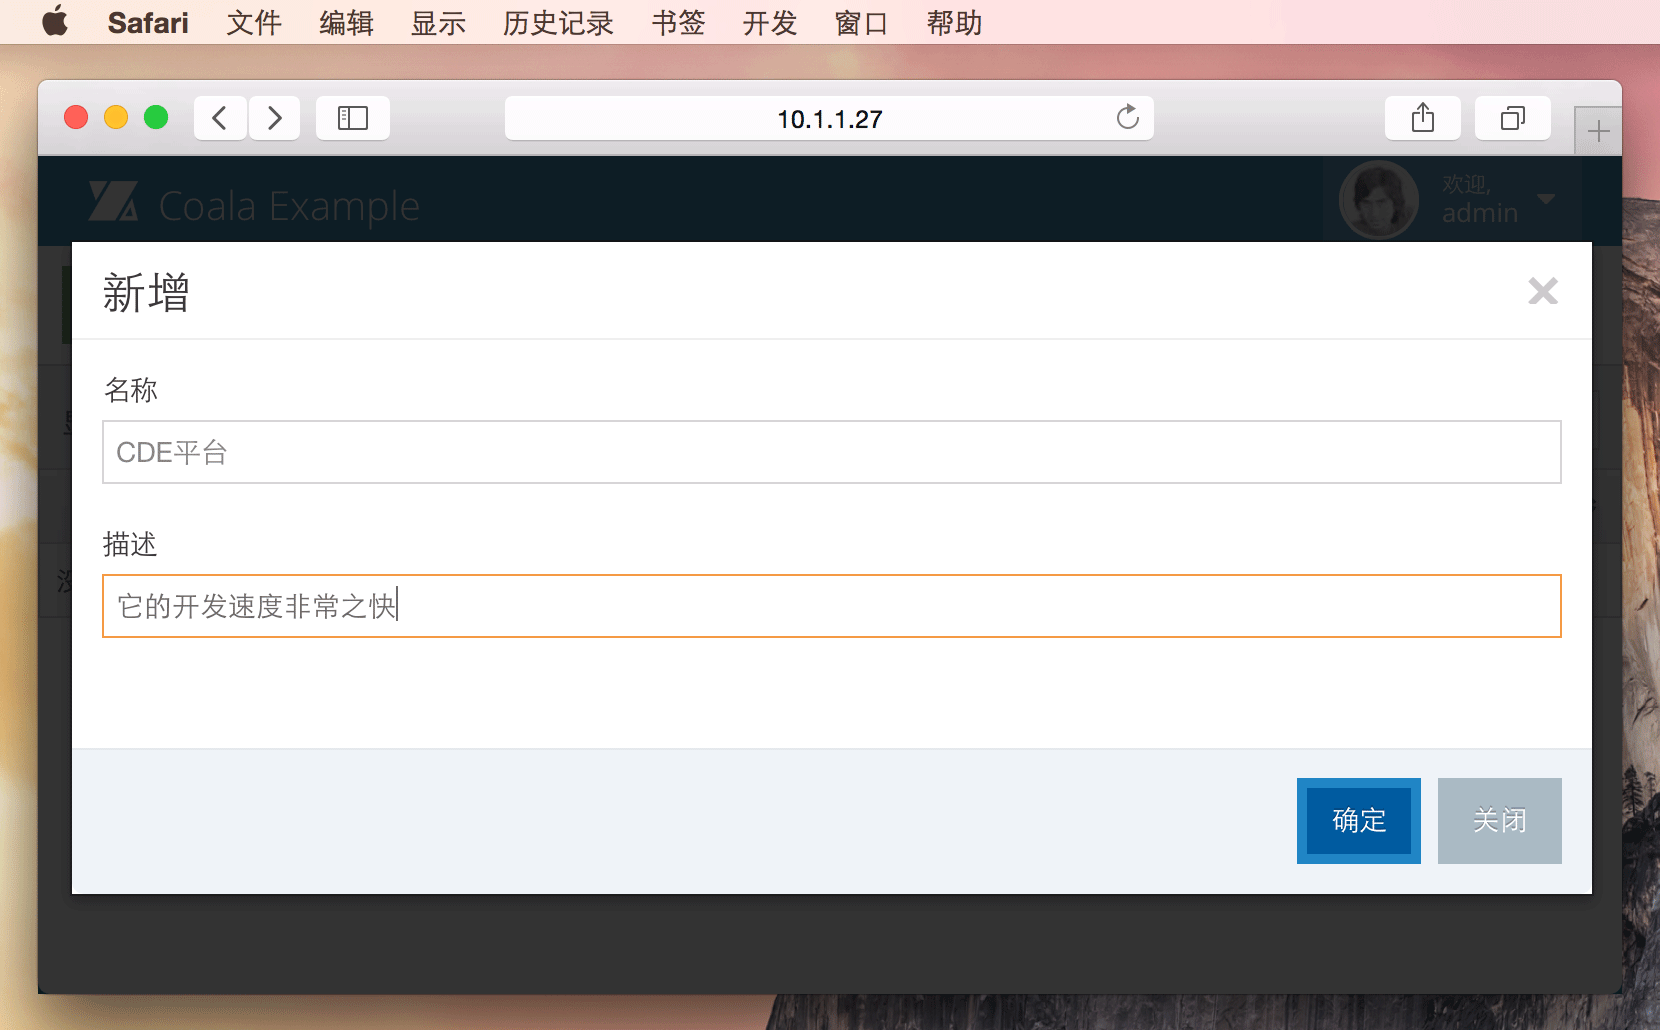 Safari 文件 编辑 显示 历史记录 书签 开发 窗口 帮助
10.1.1.27
Coala Example
欢迎,
admin
新增
名称
CDE平台
描述
它的开发速度非常之快
确定 关闭